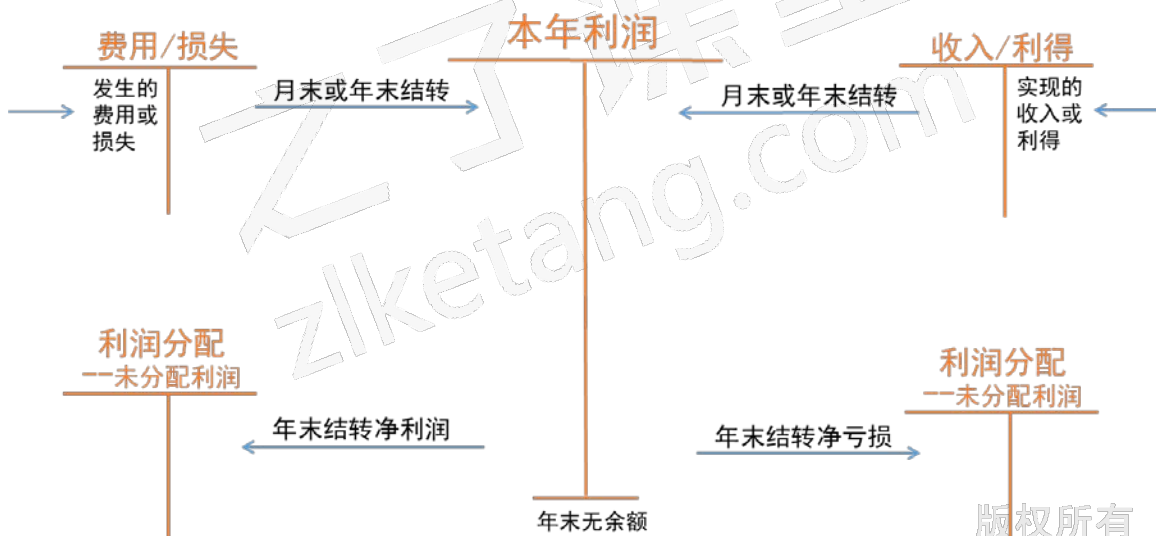 本年利润
费用/损失
收入/利得
发生的
费用或
损失
月末或年末结转
月末或年末结转
实现的
收入或
利得
zlketang.com
利润分配
--未分配利润
利润分配
--未分配利润
年末结转净利润
年末结转净亏损
年末无余额
版权所有